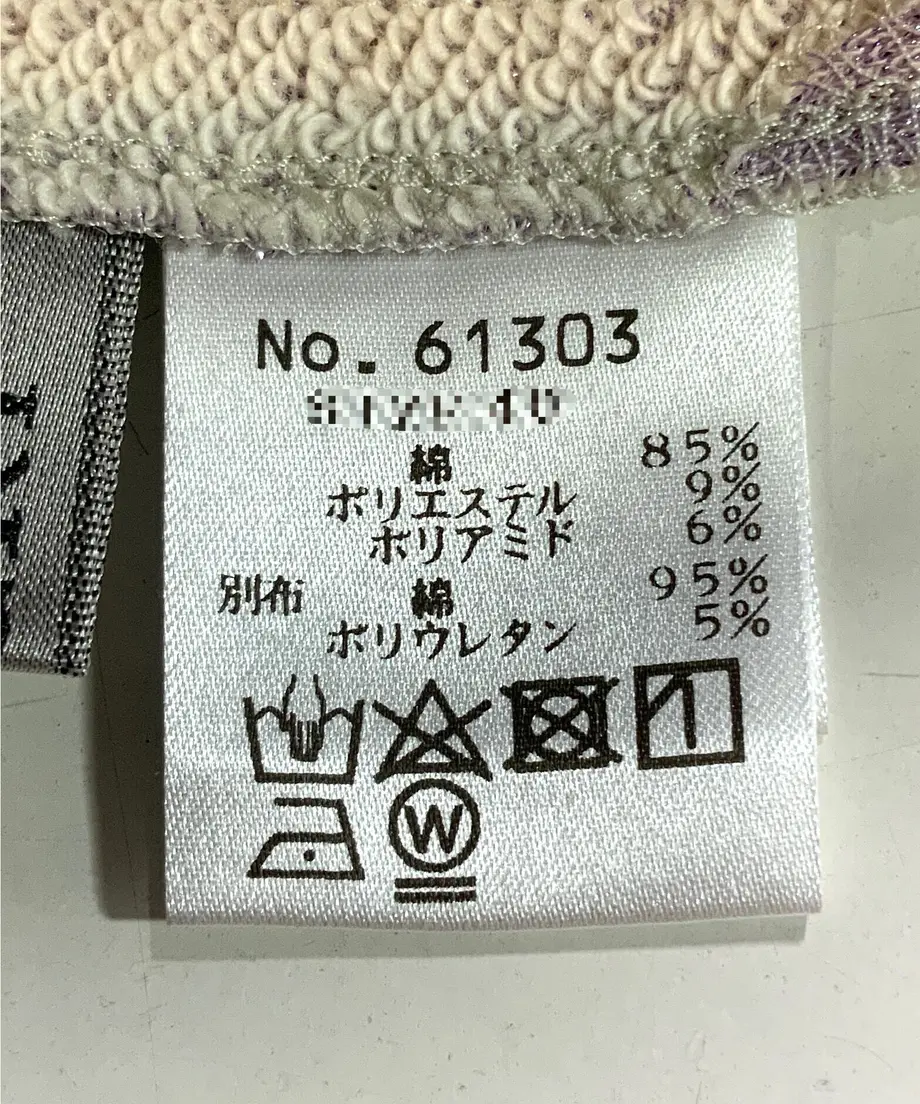 No. 61303
綿 85%
ポリエステル 9%
ポリアミド 6%
別布 綿 95%
ポリウレタン 5%
W